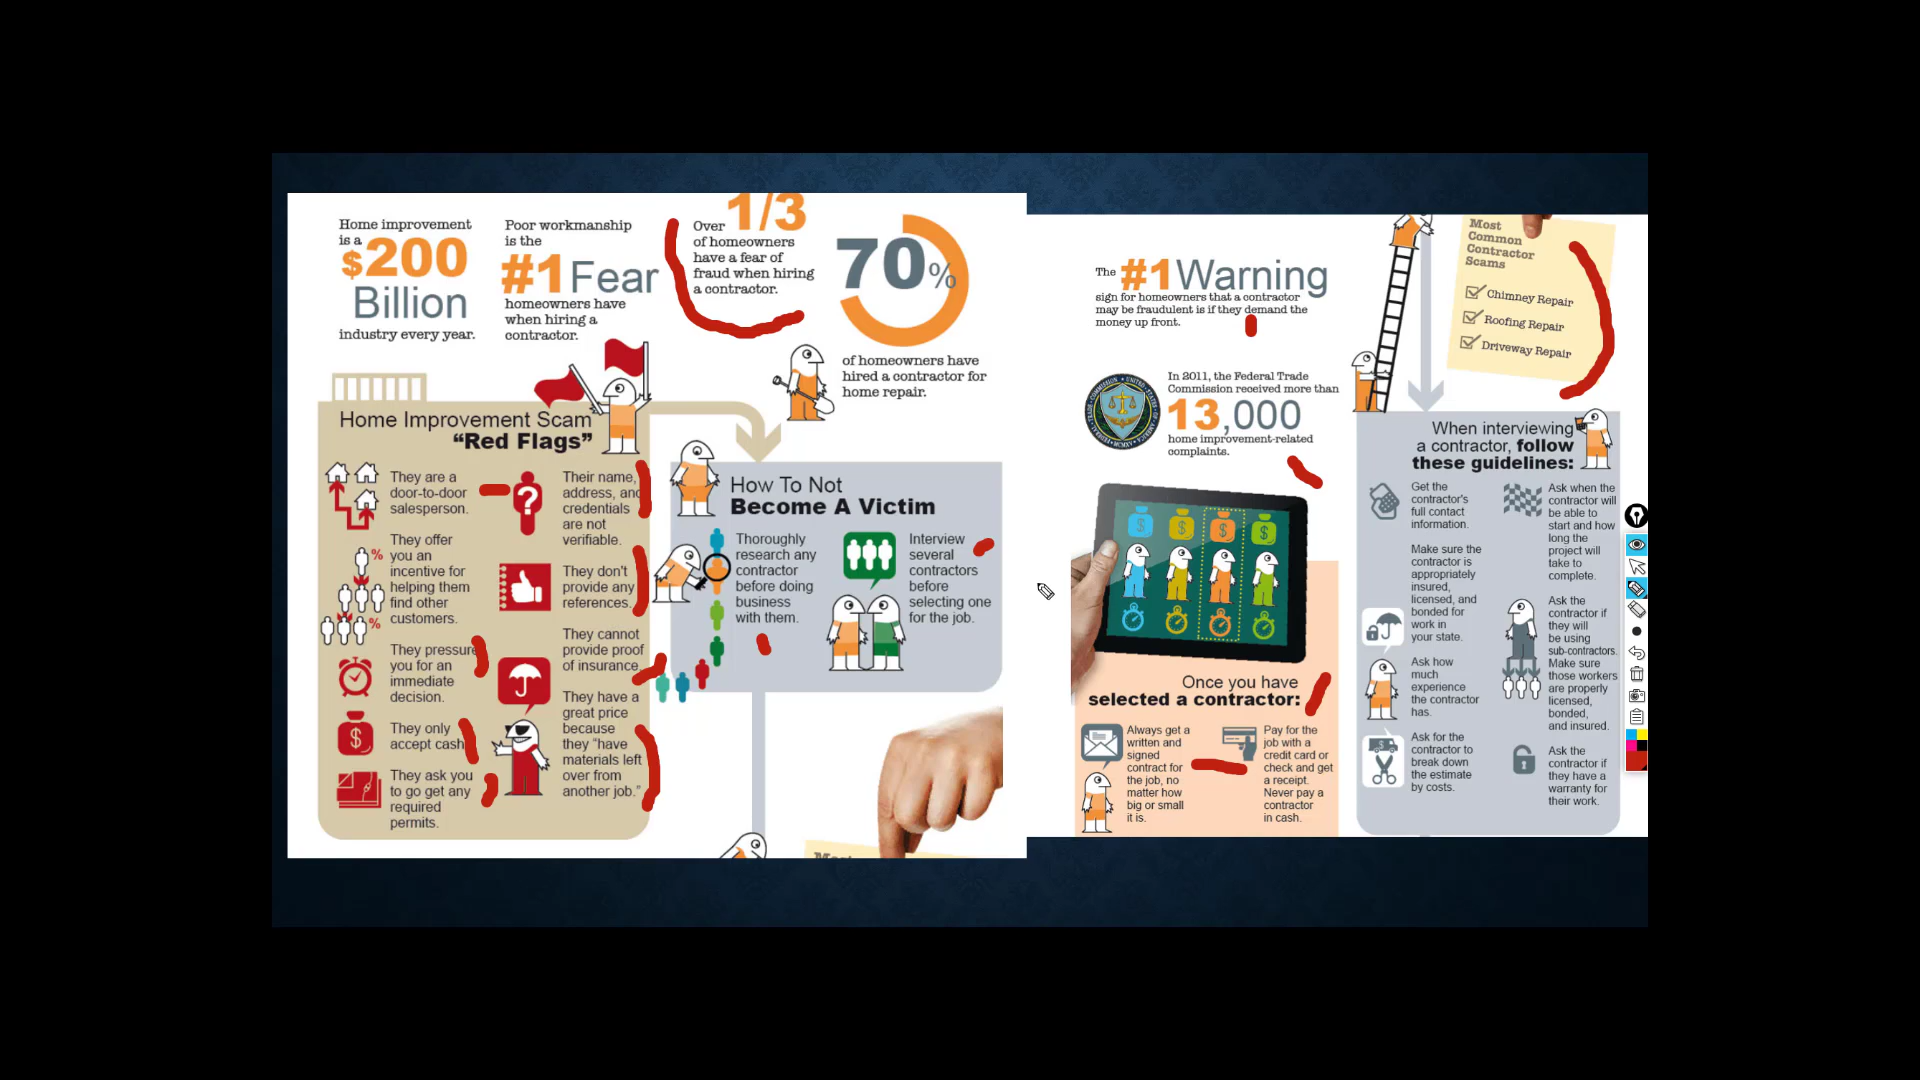 Home improvement
is a
$200
Billion
industry every year.
Poor workmanship
is the
#1 Fear
homeowners have
when hiring a
contractor.
Over 1/3
of homeowners
have a fear of
fraud when hiring
a contractor.
70%
of homeowners have
hired a contractor for
home repair.
Home Improvement Scam
“Red Flags”
They are a
door-to-door
salesperson.
%
They offer
you an
incentive for
helping them
find other
customers.
%
They pressure
you for an
immediate
decision.
$
They only
accept cash
They ask you
to go get any
required
permits.
?
Their name,
address, and
credentials
are not
verifiable.
They don't
provide any
references.
They cannot
provide proof
of insurance.
They have a
great price
because
they “have
materials left
over from
another job.”
How To Not
Become A Victim
Thoroughly
research any
contractor
before doing
business
with them.
Interview
several
contractors
before
selecting one
for the job.
The #1 Warning
sign for homeowners that a contractor
may be fraudulent is if they demand the
money up front.
In 2011, the Federal Trade
Commission received more than
13,000
home improvement-related
complaints.
$ $ $ $
Once you have
selected a contractor:
Always get a
written and
signed
contract for
the job, no
matter how
big or small
it is.
Pay for the
job with a
credit card or
check and get
a receipt.
Never pay a
contractor
in cash.
Most
Common
Contractor
Scams
Chimney Repair
Roofing Repair
Driveway Repair
When interviewing
a contractor, follow
these guidelines:
Get the
contractor's
full contact
information.
Make sure the
contractor is
appropriately
insured,
licensed, and
bonded for
work in
your state.
Ask how
much
experience
the contractor
has.
$
Ask for the
contractor to
break down
the estimate
by costs.
Ask when the
contractor will
be able to
start and how
long the
project will
take to
complete.
Ask the
contractor if
they will
be using
sub-contractors.
Make sure
those workers
are properly
licensed,
bonded,
and insured.
Ask the
contractor if
they have a
warranty for
their work.